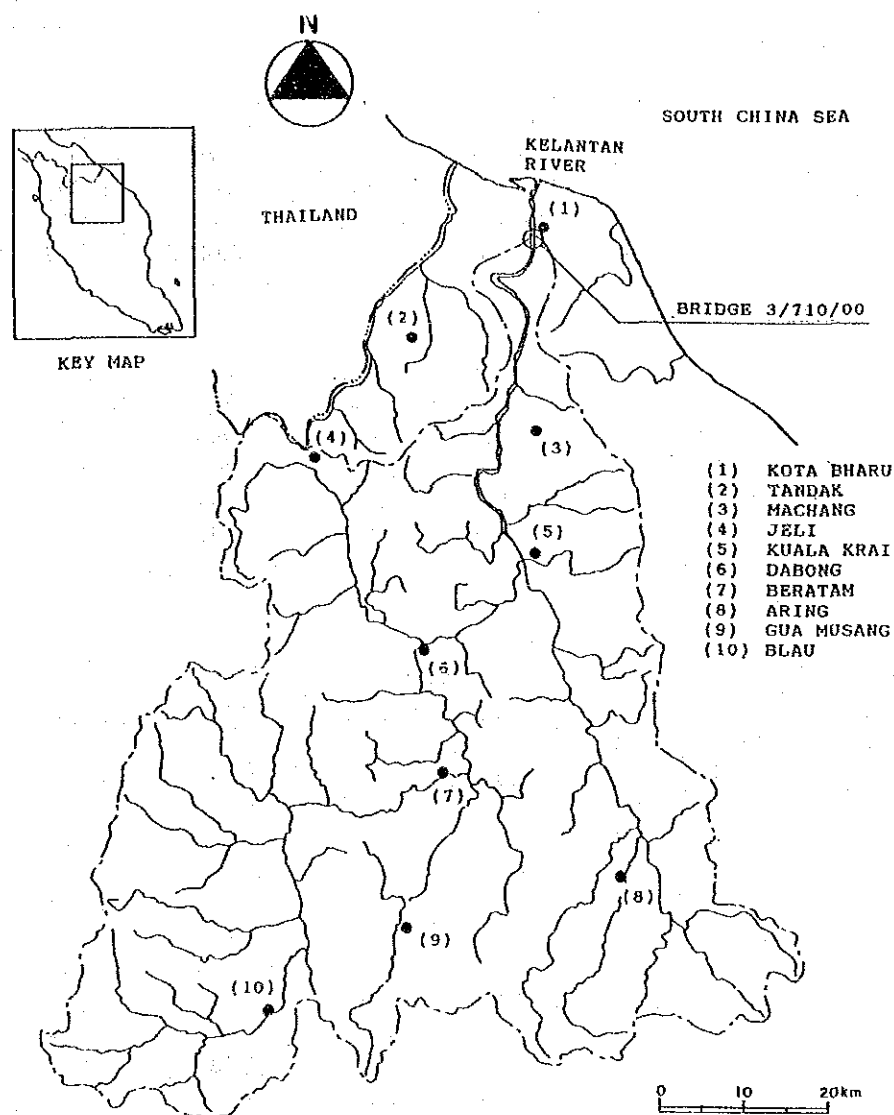 N
SOUTH CHINA SEA
KELANTAN
RIVER
THAILAND
(1)
BRIDGE 3/710/00
(2)
KEY MAP
(3)
(4)
(1) KOTA BHARU
(2) TANDAK
(3) MACHANG
(4) JELI
(5) KUALA KRAI
(6) DABONG
(7) BERATAM
(8) ARING
(9) GUA MUSANG
(10) BLAU
(5)
(6)
(7)
(8)
(9)
(10)
0 10 20km